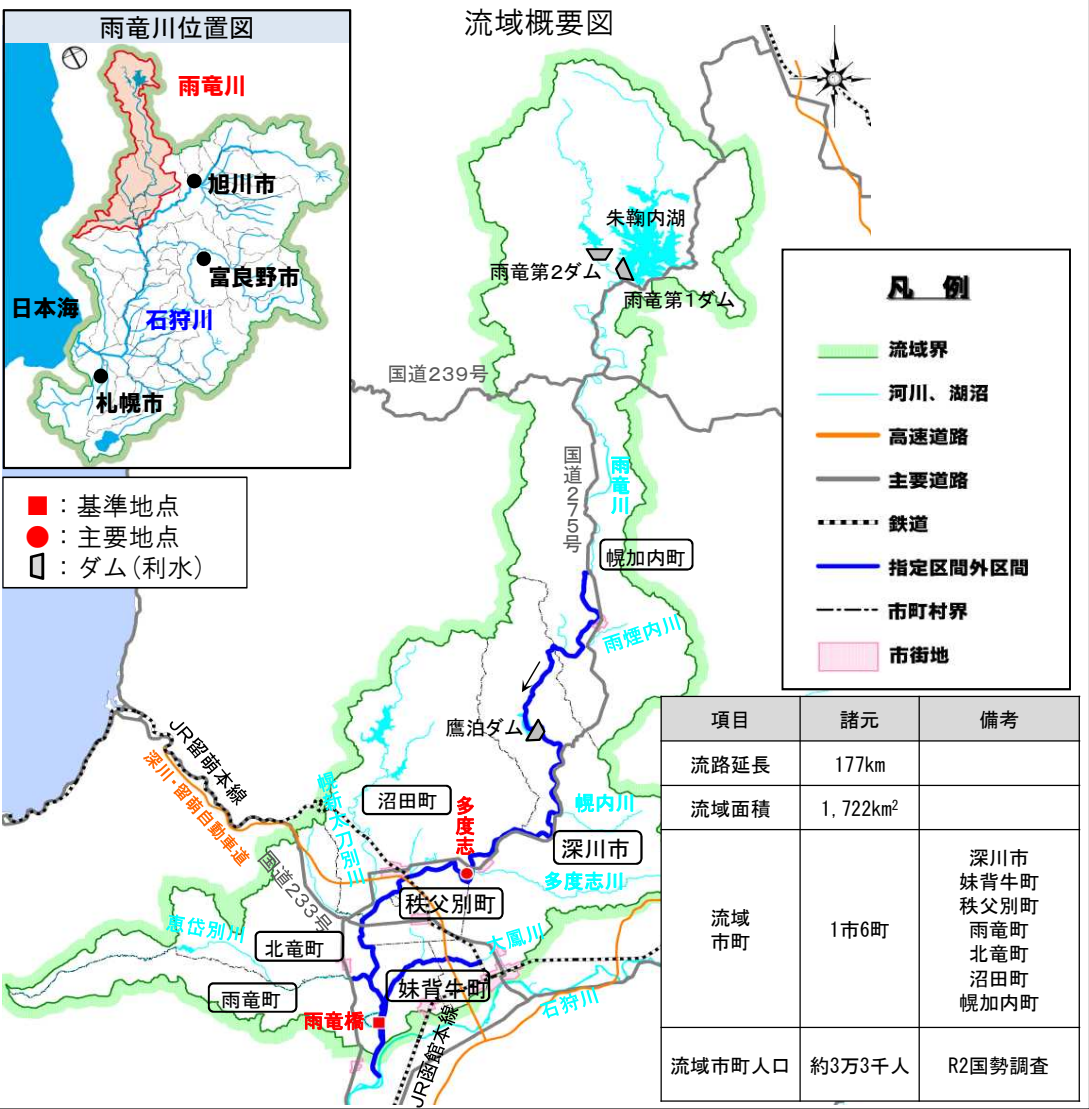 流域概要図
雨竜川位置図
雨竜川
旭川市
富良野市
日本海
石狩川
札幌市
■：基準地点
●：主要地点
：ダム(利水)
朱鞠内湖
雨竜第2ダム
雨竜第1ダム
国道239号
国道275号
雨竜川
幌加内町
雨煙内川
鷹泊ダム
JR留萌本線
深川・留萌自動車道
幌新太刀別川
沼田町
多度志
幌内川
深川市
多度志川
国道233号
秩父別町
恵岱別川
北竜町
大鳳川
雨竜町
妹背牛町
石狩川
雨竜橋
JR函館本線
凡例
流域界
河川、湖沼
高速道路
主要道路
鉄道
指定区間外区間
市町村界
市街地
項目 諸元 備考
流路延長 177km
流域面積 1,722km²
流域
市町
1市6町
深川市
妹背牛町
秩父別町
雨竜町
北竜町
沼田町
幌加内町
流域市町人口 約3万3千人 R2国勢調査